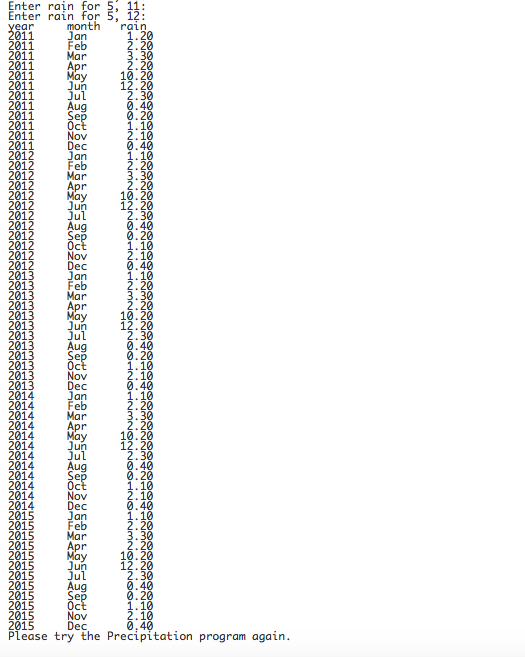 Enter rain for 5, 11:
Enter rain for 5, 12:
year month rain
2011 Jan 1.20
2011 Feb 2.20
2011 Mar 3.30
2011 Apr 2.20
2011 May 10.20
2011 Jun 12.20
2011 Jul 2.30
2011 Aug 0.40
2011 Sep 0.20
2011 Oct 1.10
2011 Nov 2.10
2011 Dec 0.40
2012 Jan 1.10
2012 Feb 2.20
2012 Mar 3.30
2012 Apr 2.20
2012 May 10.20
2012 Jun 12.20
2012 Jul 2.30
2012 Aug 0.40
2012 Sep 0.20
2012 Oct 1.10
2012 Nov 2.10
2012 Dec 0.40
2013 Jan 1.10
2013 Feb 2.20
2013 Mar 3.30
2013 Apr 2.20
2013 May 10.20
2013 Jun 12.20
2013 Jul 2.30
2013 Aug 0.40
2013 Sep 0.20
2013 Oct 1.10
2013 Nov 2.10
2013 Dec 0.40
2014 Jan 1.10
2014 Feb 2.20
2014 Mar 3.30
2014 Apr 2.20
2014 May 10.20
2014 Jun 12.20
2014 Jul 2.30
2014 Aug 0.40
2014 Sep 0.20
2014 Oct 1.10
2014 Nov 2.10
2014 Dec 0.40
2015 Jan 1.10
2015 Feb 2.20
2015 Mar 3.30
2015 Apr 2.20
2015 May 10.20
2015 Jun 12.20
2015 Jul 2.30
2015 Aug 0.40
2015 Sep 0.20
2015 Oct 1.10
2015 Nov 2.10
2015 Dec 0.40
Please try the Precipitation program again.